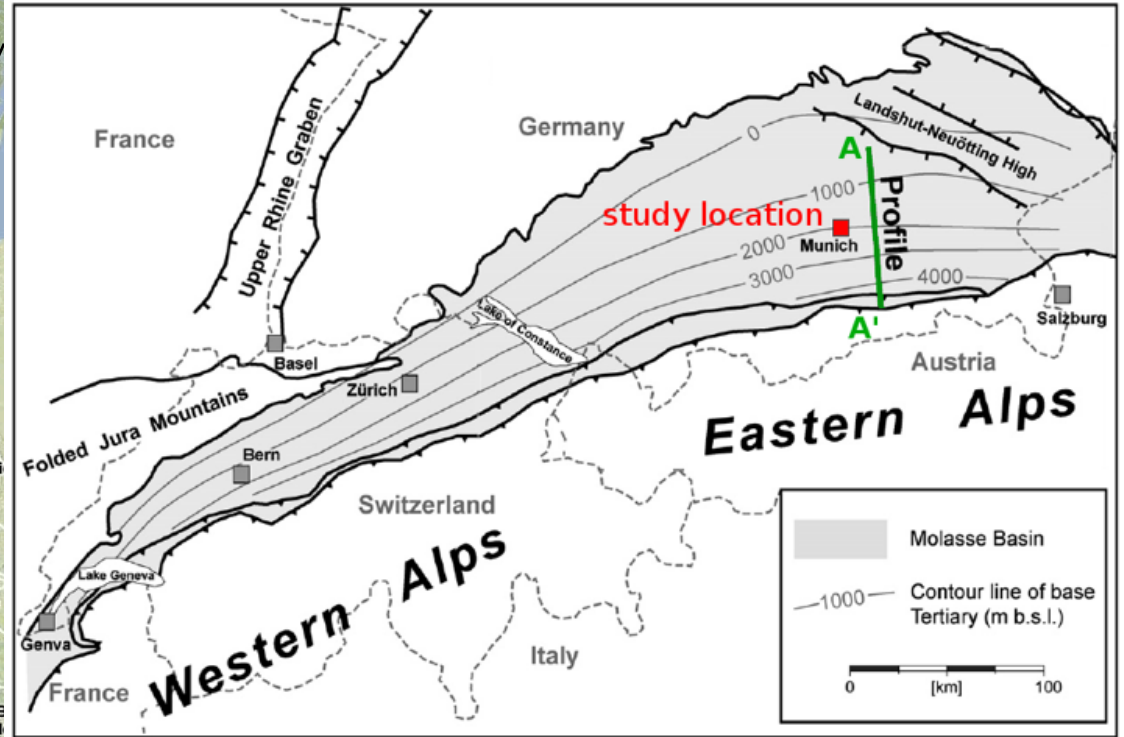 France
Germany
Upper Rhine Graben
Landshut-Neuötting High
0
A
Profile
1000
study location
Munich
2000
3000
4000
A'
Salzburg
Austria
Lake of Constance
Basel
Zürich
Folded Jura Mountains
Bern
Eastern Alps
Switzerland
Western Alps
Lake Geneva
Genva
France
Italy
Molasse Basin
1000
Contour line of base
Tertiary (m b.s.l.)
0
[km]
100